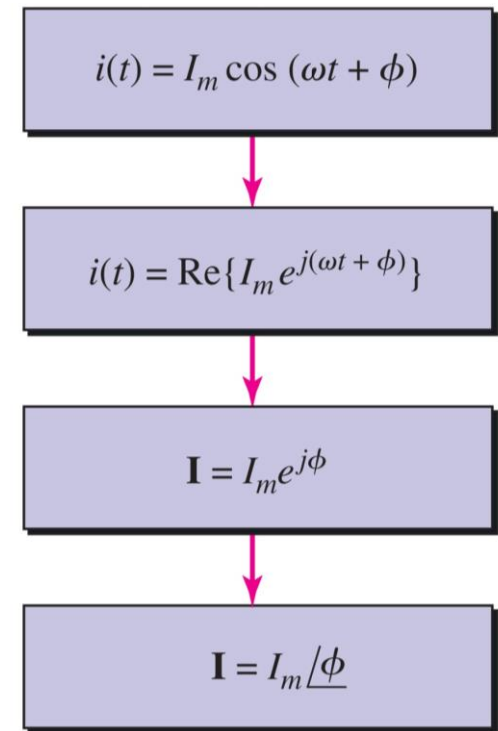 i(t) = I_m cos (ωt + ϕ)
i(t) = Re{I_m e^{j(ωt + ϕ)}}
𝐈 = I_m e^{jϕ}
𝐈 = I_m∠ϕ